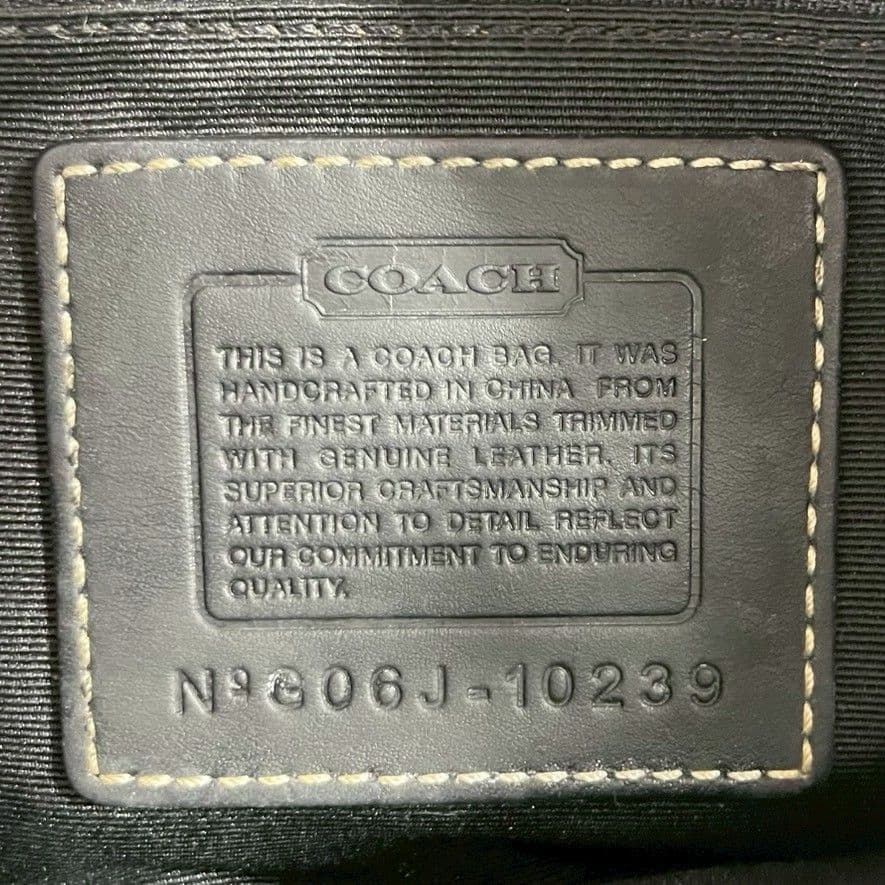 COACH
THIS IS A COACH BAG. IT WAS
HANDCRAFTED IN CHINA FROM
THE FINEST MATERIALS TRIMMED
WITH GENUINE LEATHER. ITS
SUPERIOR CRAFTSMANSHIP AND
ATTENTION TO DETAIL REFLECT
OUR COMMITMENT TO ENDURING
QUALITY.
Nº G06J-10239